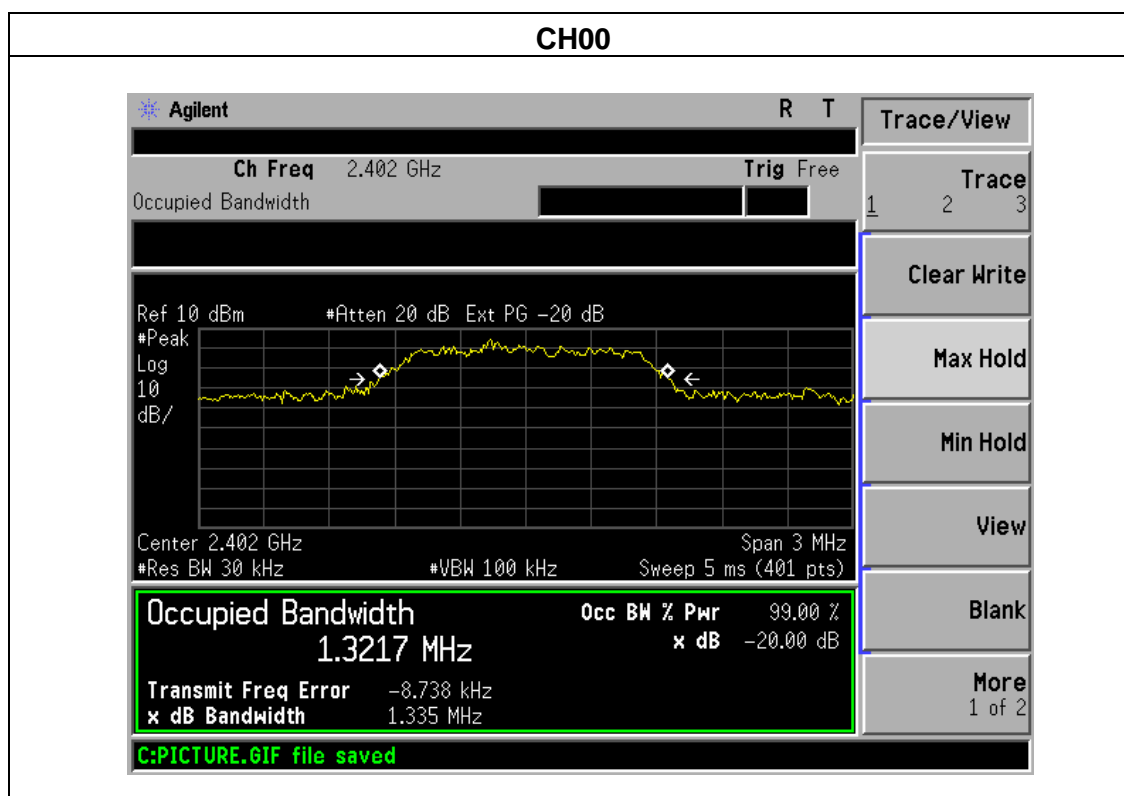 CH00
Agilent R T
Trace/View
Ch Freq 2.402 GHz Trig Free
Occupied Bandwidth
Trace
1 2 3
Clear Write
Ref 10 dBm #Atten 20 dB Ext PG −20 dB
#Peak
Log
10
dB/
Max Hold
Min Hold
View
Center 2.402 GHz Span 3 MHz
#Res BW 30 kHz #VBW 100 kHz Sweep 5 ms (401 pts)
Occupied Bandwidth Occ BW % Pwr 99.00 %
1.3217 MHz x dB −20.00 dB
Blank
Transmit Freq Error −8.738 kHz
x dB Bandwidth 1.335 MHz
More
1 of 2
C:PICTURE.GIF file saved